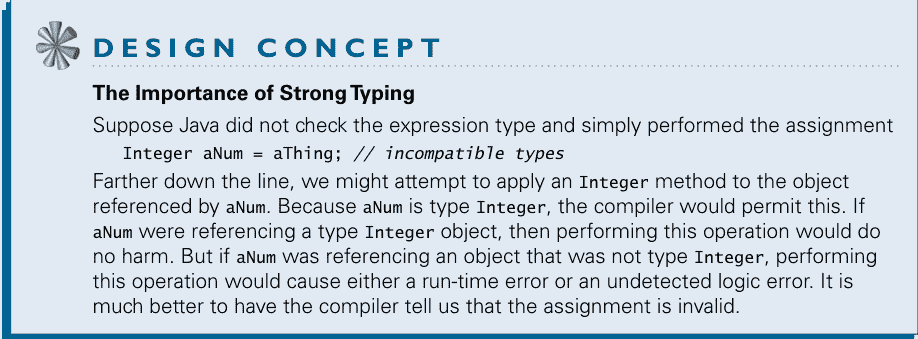 DESIGN CONCEPT
The Importance of Strong Typing
Suppose Java did not check the expression type and simply performed the assignment
Integer aNum = aThing; // incompatible types
Farther down the line, we might attempt to apply an Integer method to the object
referenced by aNum. Because aNum is type Integer, the compiler would permit this. If
aNum were referencing a type Integer object, then performing this operation would do
no harm. But if aNum was referencing an object that was not type Integer, performing
this operation would cause either a run-time error or an undetected logic error. It is
much better to have the compiler tell us that the assignment is invalid.